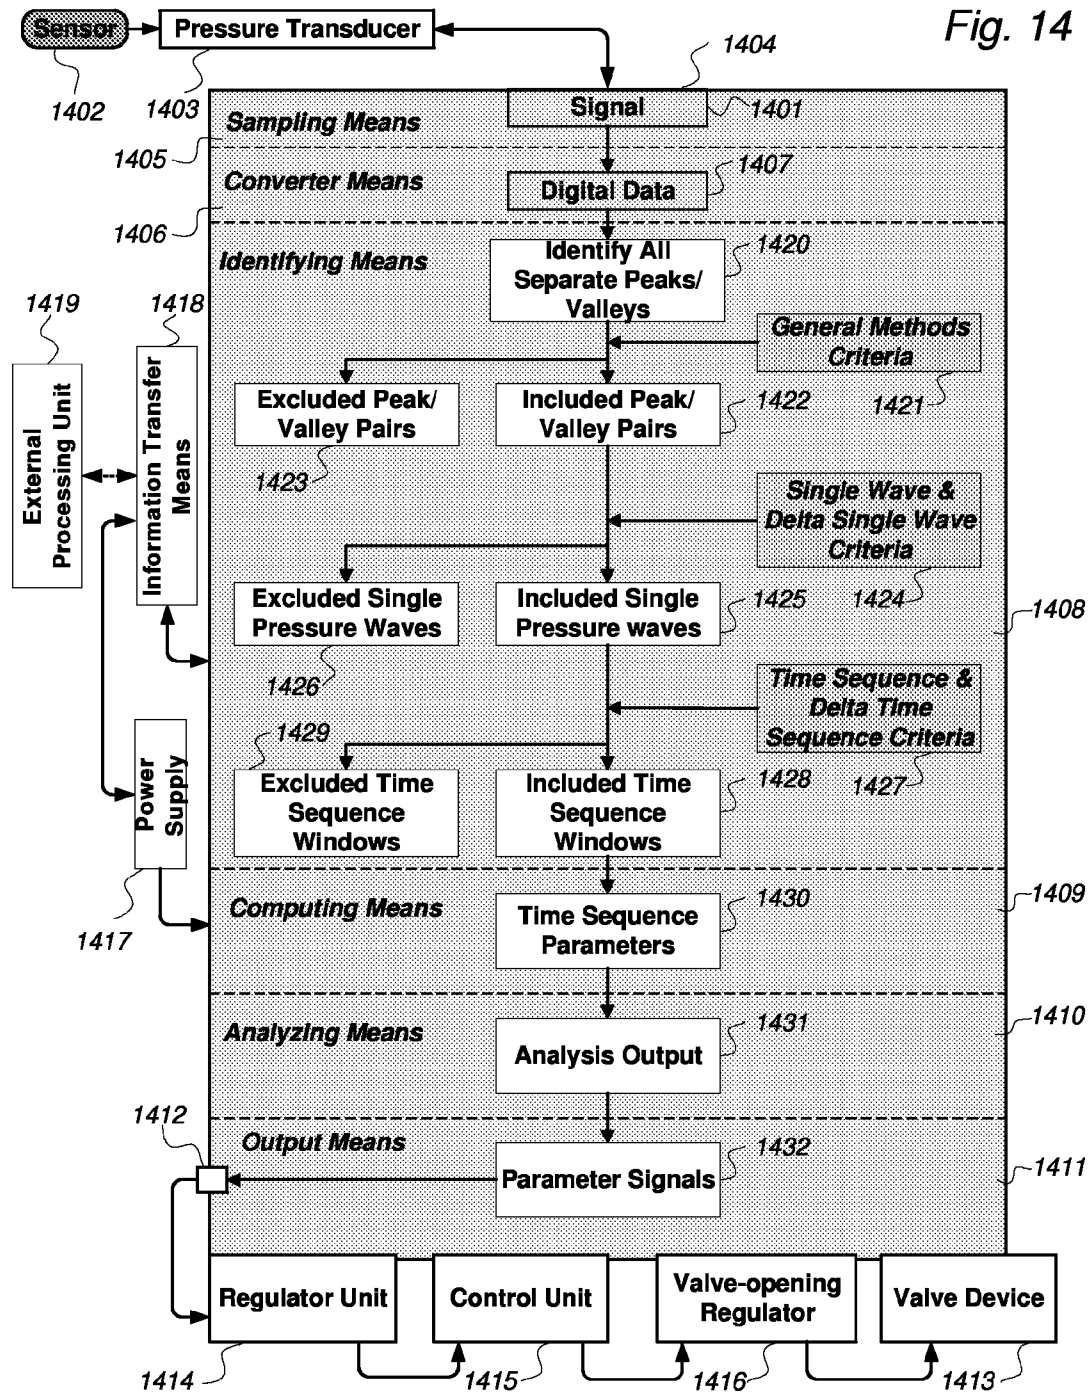 Sensor
Pressure Transducer
Fig. 14
1402
1403
1404
Signal
1401
Sampling Means
1405
Converter Means
Digital Data
1407
1406
Identifying Means
Identify All
Separate Peaks/
Valleys
1420
1419
1418
General Methods
Criteria
1421
Excluded Peak/
Valley Pairs
1423
Included Peak/
Valley Pairs
1422
External
Processing Unit
Information Transfer
Means
Single Wave &
Delta Single Wave
Criteria
1424
Excluded Single
Pressure Waves
1426
Included Single
Pressure waves
1425
1408
Time Sequence &
Delta Time
Sequence Criteria
1427
1429
Excluded Time
Sequence
Windows
Included Time
Sequence
Windows
1428
Power
Supply
1417
Computing Means
Time Sequence
Parameters
1430
1409
Analyzing Means
Analysis Output
1431
1410
1412
Output Means
Parameter Signals
1432
1411
Regulator Unit
Control Unit
Valve-opening
Regulator
Valve Device
1414
1415
1416
1413